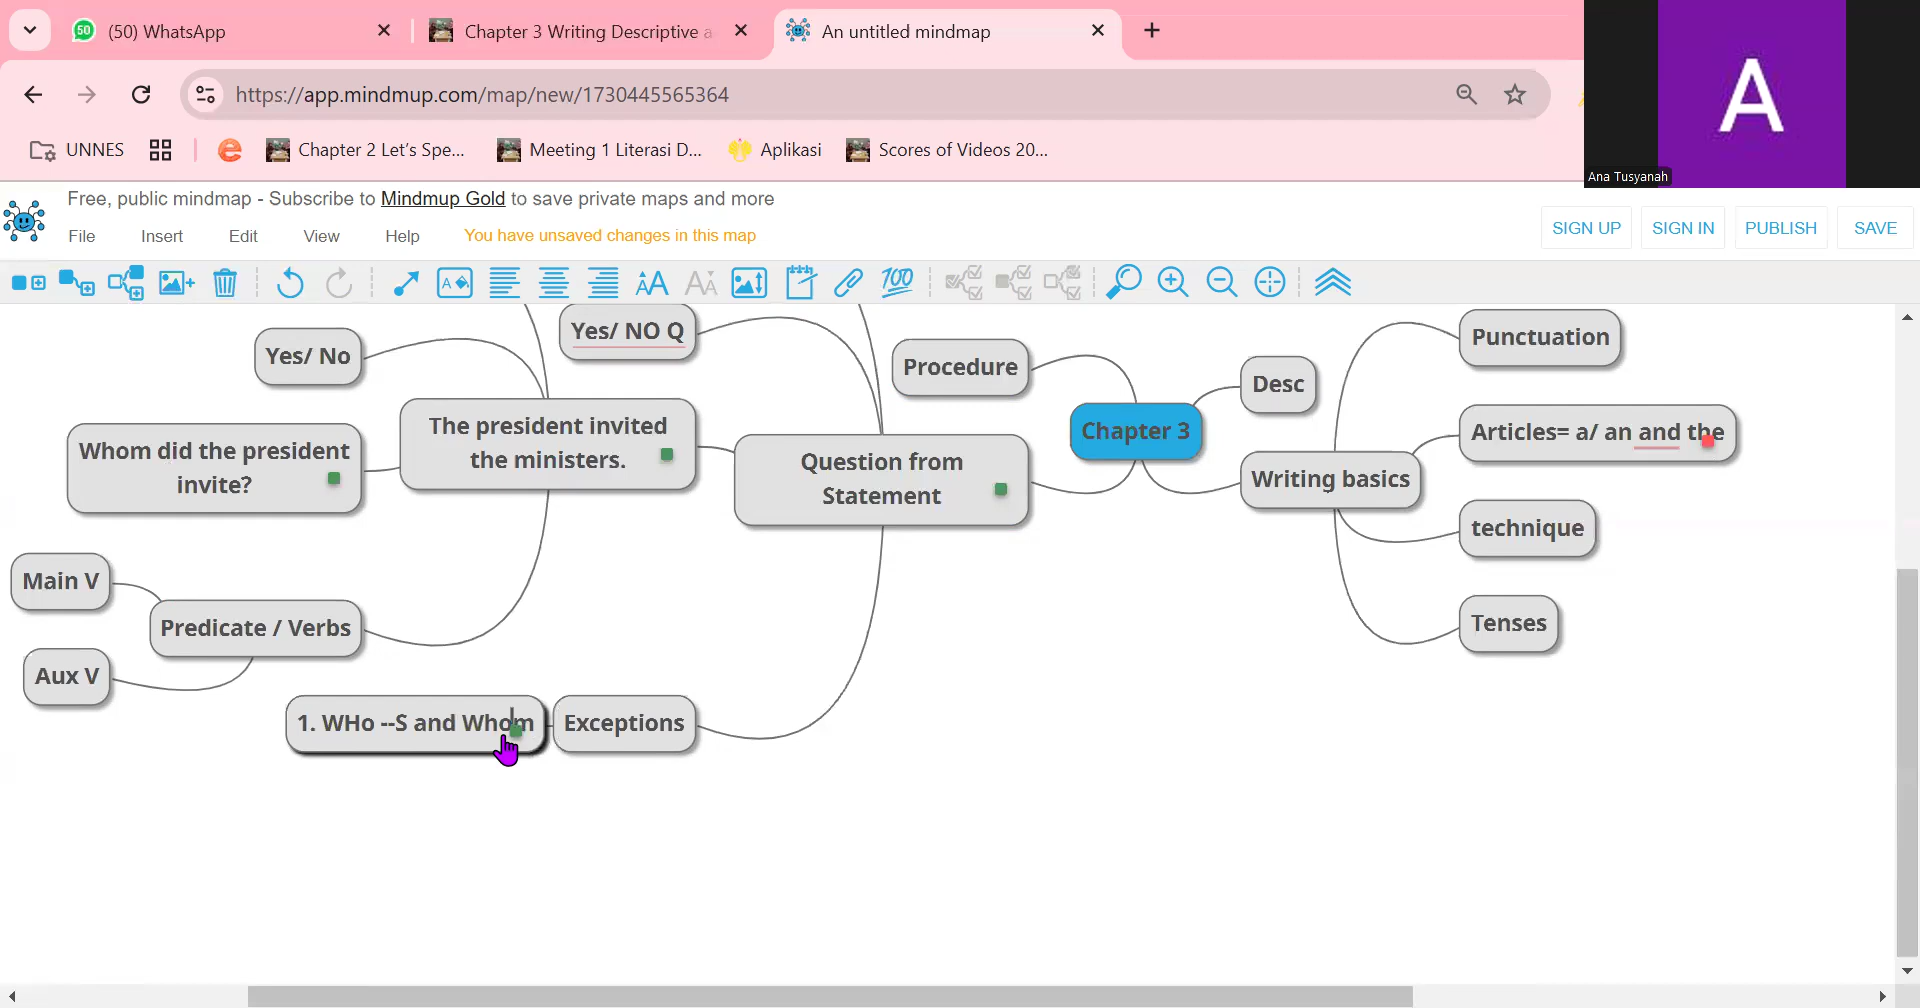 50
(50) WhatsApp
Chapter 3 Writing Descriptive a
An untitled mindmap
https://app.mindmup.com/map/new/1730445565364
UNNES
Chapter 2 Let's Spe...
Meeting 1 Literasi D...
Aplikasi
Scores of Videos 20...
A
Ana Tusyanah
Free, public mindmap - Subscribe to Mindmup Gold to save private maps and more
File Insert Edit View Help You have unsaved changes in this map
SIGN UP SIGN IN PUBLISH SAVE
A AA AA 100
Yes/ No
Yes/ NO Q
Procedure
Desc
Punctuation
Chapter 3
Articles= a/ an and the
The president invited
the ministers.
Whom did the president
invite?
Question from
Statement
Writing basics
technique
Main V
Predicate / Verbs
Aux V
Tenses
1. WHo --S and Whom
Exceptions